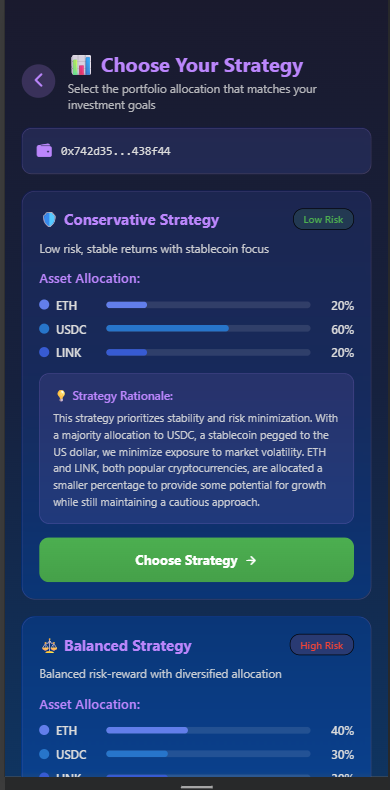 Choose Your Strategy
Select the portfolio allocation that matches your
investment goals
0x742d35...438f44
Conservative Strategy
Low Risk
Low risk, stable returns with stablecoin focus
Asset Allocation:
ETH 20%
USDC 60%
LINK 20%
Strategy Rationale:
This strategy prioritizes stability and risk minimization. With
a majority allocation to USDC, a stablecoin pegged to the
US dollar, we minimize exposure to market volatility. ETH
and LINK, both popular cryptocurrencies, are allocated a
smaller percentage to provide some potential for growth
while still maintaining a cautious approach.
Choose Strategy →
Balanced Strategy
High Risk
Balanced risk-reward with diversified allocation
Asset Allocation:
ETH 40%
USDC 30%
LINK 30%